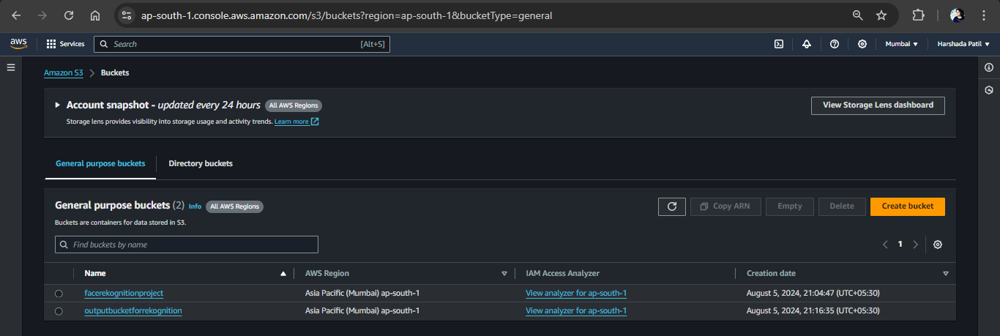 ap-south-1.console.aws.amazon.com/s3/buckets?region=ap-south-1&bucketType=general
aws Services Search [Alt+S] Mumbai Harshada Patil
Amazon S3 Buckets
Account snapshot - updated every 24 hours All AWS Regions View Storage Lens dashboard
Storage lens provides visibility into storage usage and activity trends. Learn more
General purpose buckets Directory buckets
General purpose buckets (2) Info All AWS Regions Copy ARN Empty Delete Create bucket
Buckets are containers for data stored in S3.
Find buckets by name 1
Name AWS Region IAM Access Analyzer Creation date
facerekognitionproject Asia Pacific (Mumbai) ap-south-1 View analyzer for ap-south-1 August 5, 2024, 21:04:47 (UTC+05:30)
outputbucketforrekognition Asia Pacific (Mumbai) ap-south-1 View analyzer for ap-south-1 August 5, 2024, 21:16:35 (UTC+05:30)